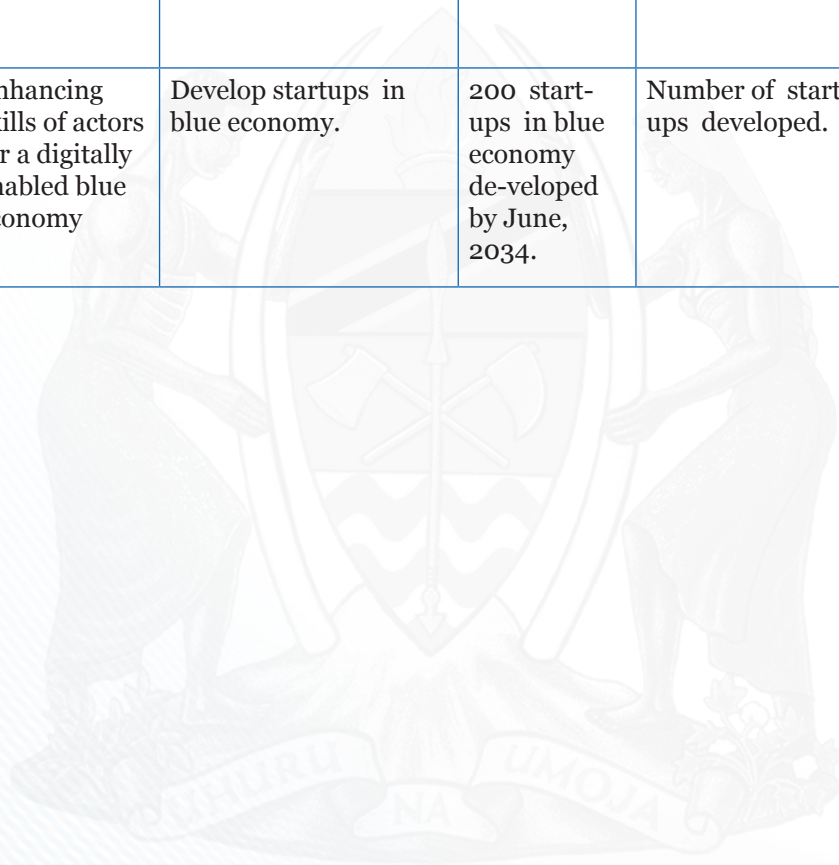 nhancing
kills of actors
r a digitally
nabled blue
conomy
Develop startups in
blue economy.
200 start-
ups in blue
economy
de-veloped
by June,
2034.
Number of start
ups developed.
UHURU NA UMOJA